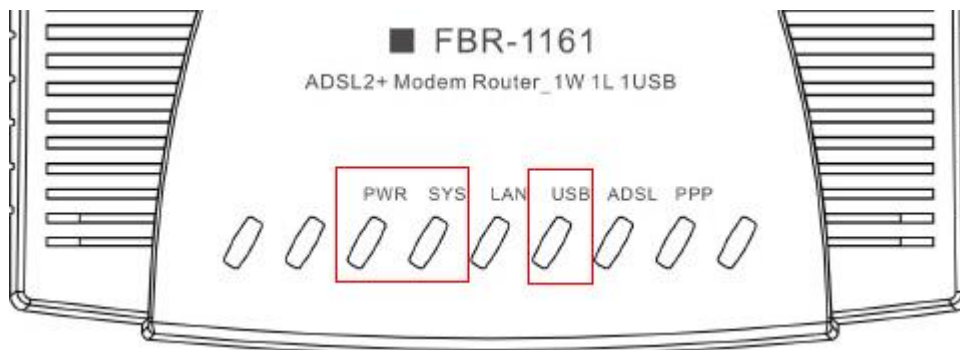 ■ FBR-1161
ADSL2+ Modem Router_1W 1L 1USB
PWR SYS LAN USB ADSL PPP